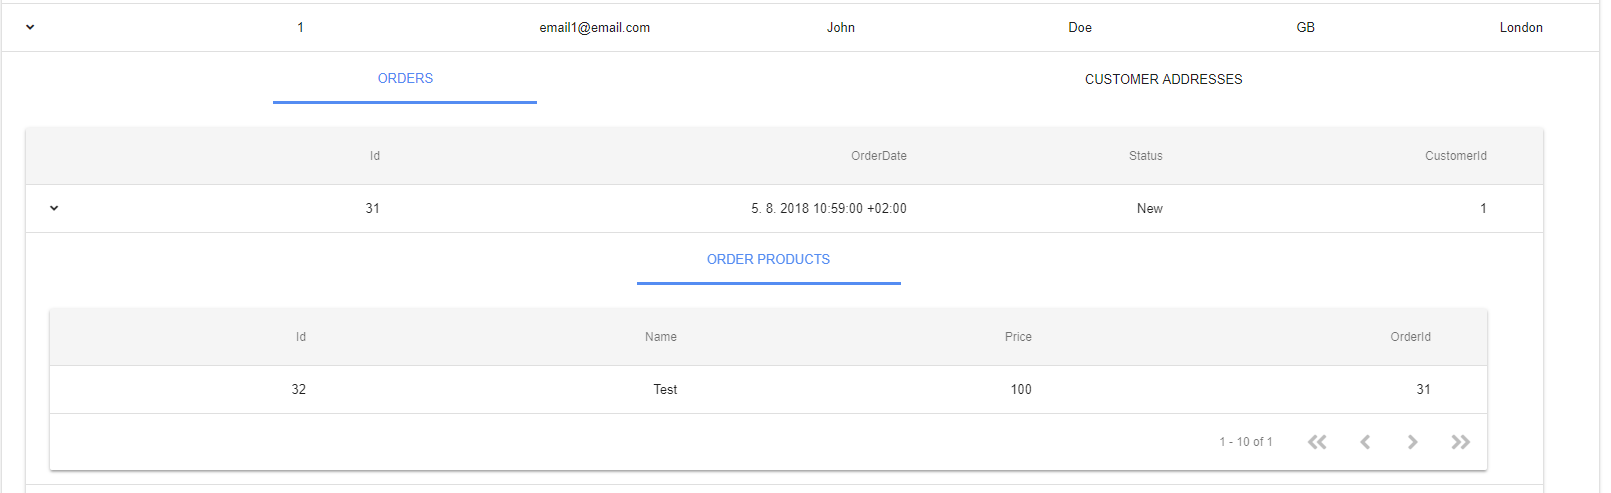 1 email1@email.com John Doe GB London
ORDERS CUSTOMER ADDRESSES
Id OrderDate Status CustomerId
31 5. 8. 2018 10:59:00 +02:00 New 1
ORDER PRODUCTS
Id Name Price OrderId
32 Test 100 31
1 - 10 of 1